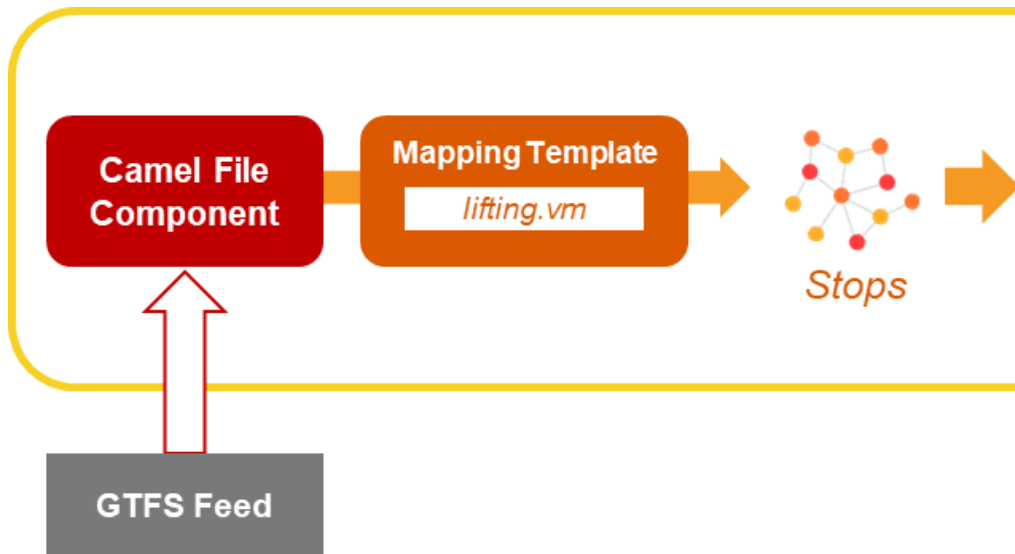 Camel File
Component
Mapping Template
lifting.vm
Stops
GTFS Feed